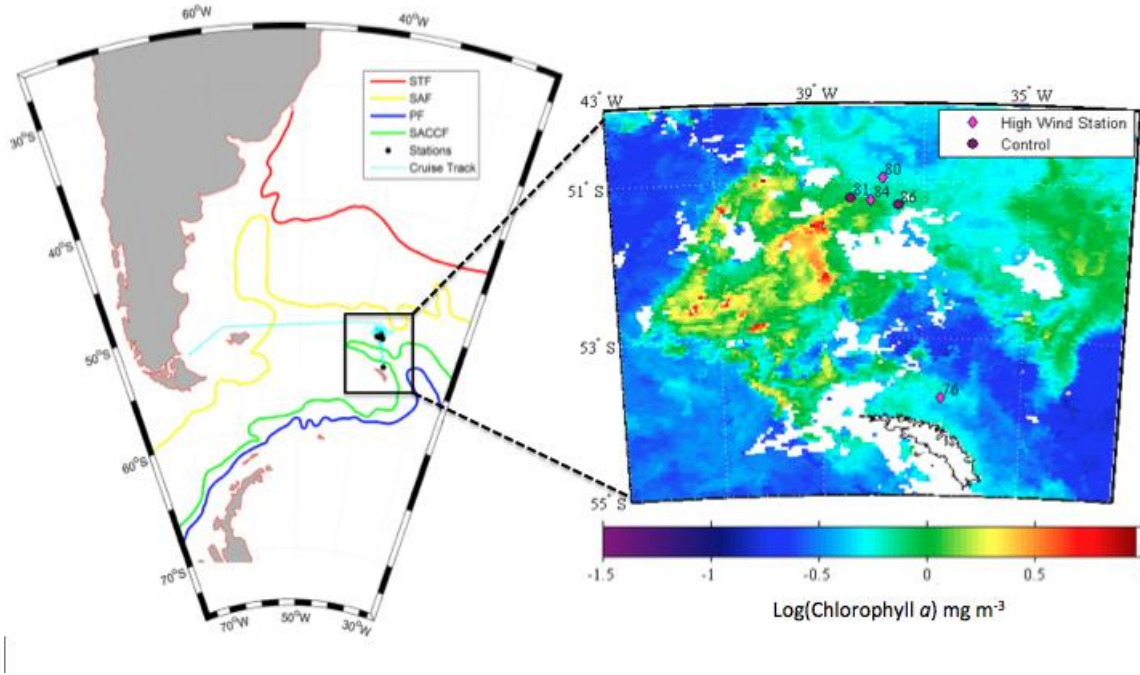 60°W
40°W
30°S
40°S
50°S
60°S
70°S
70°W
50°W
30°W
STF
SAF
PF
SACCF
Stations
Cruise Track
43° W
39° W
35° W
51° S
53° S
55° S
High Wind Station
Control
80
81
84
86
76
-1.5
-1
-0.5
0
0.5
Log(Chlorophyll a) mg m⁻³